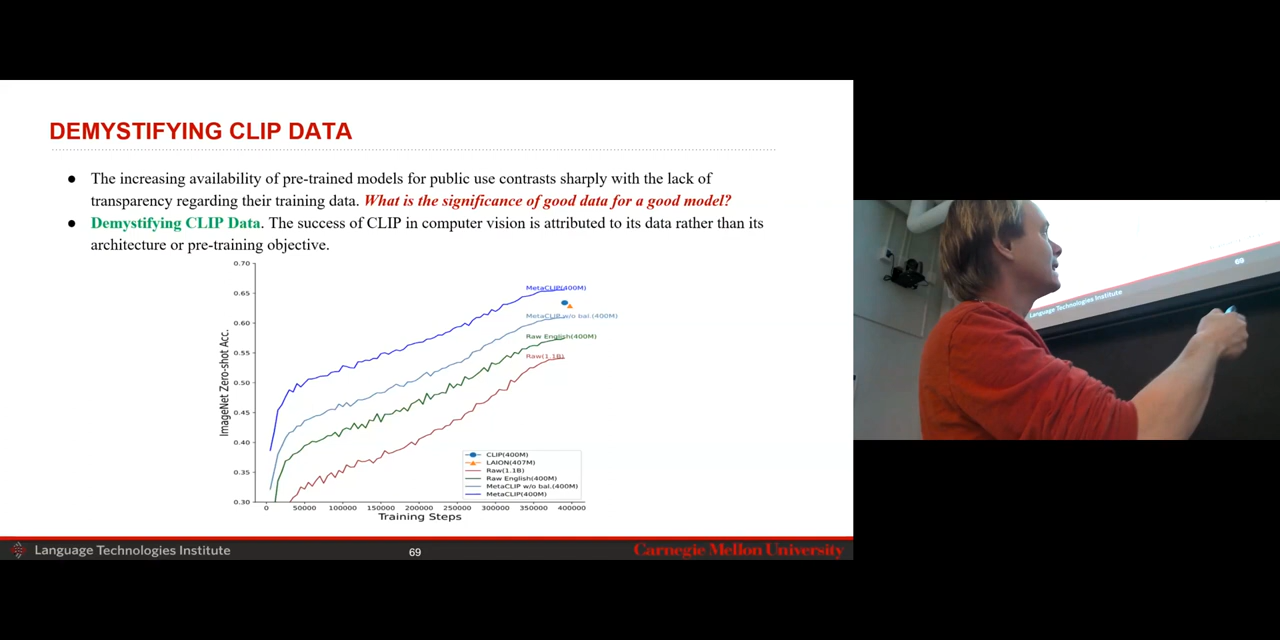 DEMYSTIFYING CLIP DATA
● The increasing availability of pre-trained models for public use contrasts sharply with the lack of
transparency regarding their training data. What is the significance of good data for a good model?
● Demystifying CLIP Data. The success of CLIP in computer vision is attributed to its data rather than its
architecture or pre-training objective.
0.70
0.65
0.60
0.55
0.50
0.45
0.40
0.35
0.30
ImageNet Zero-shot Acc.
MetaCLIP(400M)
MetaCLIP w/o bal.(400M)
Raw English(400M)
Raw(1.1B)
CLIP(400M)
LAION(407M)
Raw(1.1B)
Raw English(400M)
MetaCLIP w/o bal.(400M)
MetaCLIP(400M)
0 50000 100000 150000 200000 250000 300000 350000 400000
Training Steps
Language Technologies Institute
69
Carnegie Mellon University
69
Language Technologies Institute